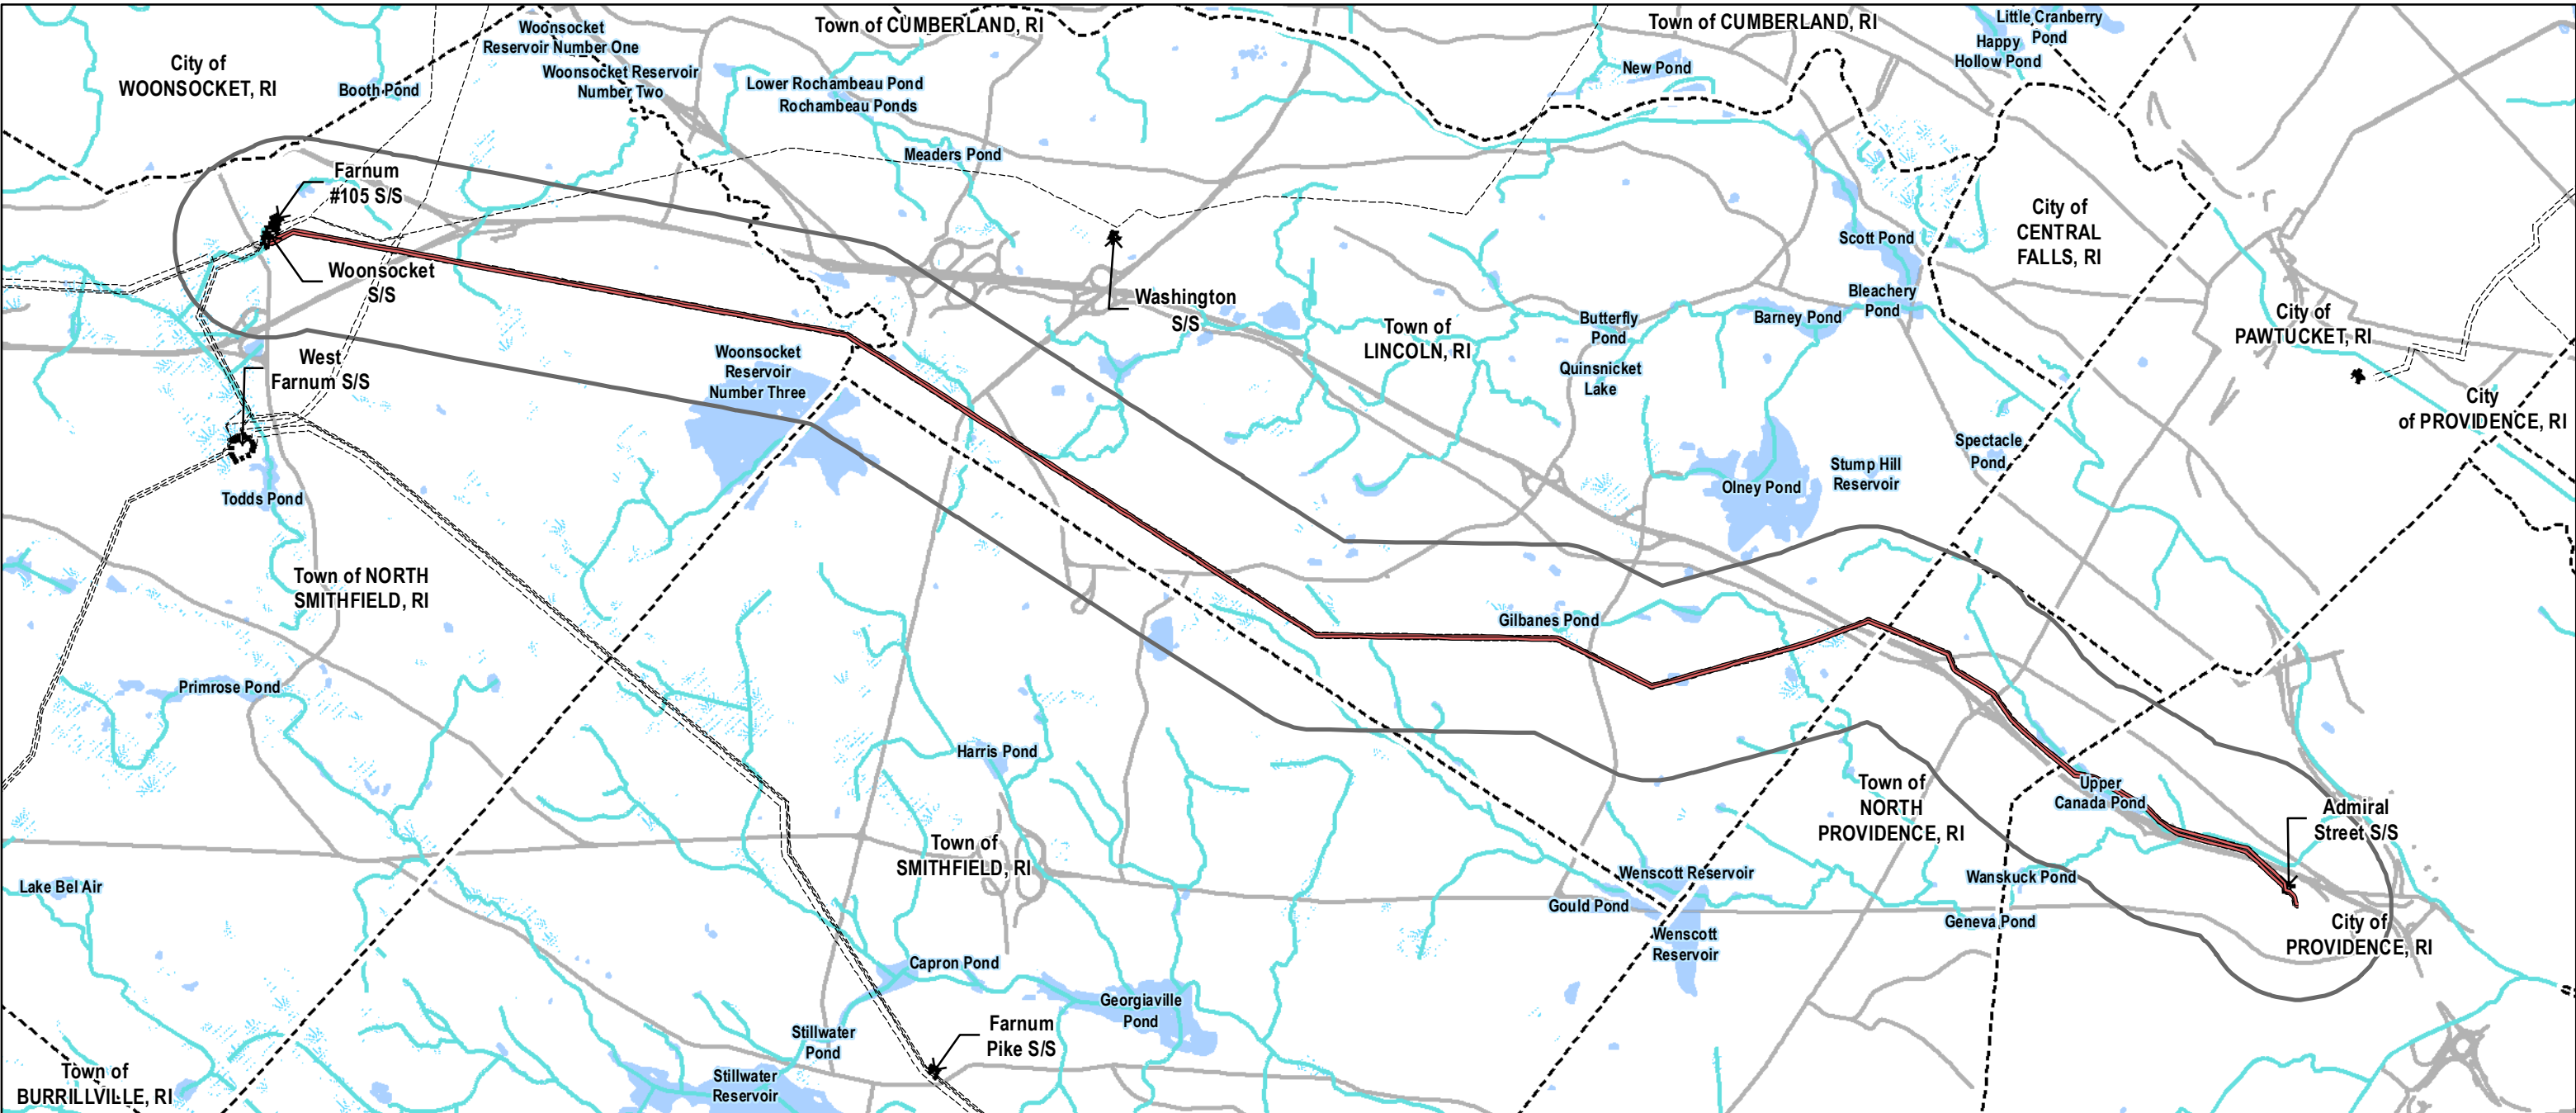 Town of CUMBERLAND, RI
Town of CUMBERLAND, RI
Little Cranberry
Pond
Happy
Hollow Pond
Woonsocket
Reservoir Number One
City of
WOONSOCKET, RI
Booth Pond
Woonsocket Reservoir
Number Two
Lower Rochambeau Pond
Rochambeau Ponds
New Pond
Meaders Pond
Farnum
#105 S/S
Woonsocket
S/S
City of
CENTRAL
FALLS, RI
Scott Pond
Bleachery
Pond
Washington
S/S
Town of
LINCOLN, RI
Butterfly
Pond
Barney Pond
City of
PAWTUCKET, RI
West
Farnum S/S
Woonsocket
Reservoir
Number Three
Quinsnicket
Lake
City
of PROVIDENCE, RI
Spectacle
Pond
Stump Hill
Reservoir
Olney Pond
Todds Pond
Town of NORTH
SMITHFIELD, RI
Gilbanes Pond
Primrose Pond
Harris Pond
Town of
NORTH
PROVIDENCE, RI
Upper
Canada Pond
Admiral
Street S/S
Town of
SMITHFIELD, RI
Lake Bel Air
Wenscott Reservoir
Wanskuck Pond
Gould Pond
Geneva Pond
City of
PROVIDENCE, RI
Wenscott
Reservoir
Capron Pond
Georgiaville
Pond
Farnum
Pike S/S
Stillwater
Pond
Stillwater
Reservoir
Town of
BURRILLVILLE, RI